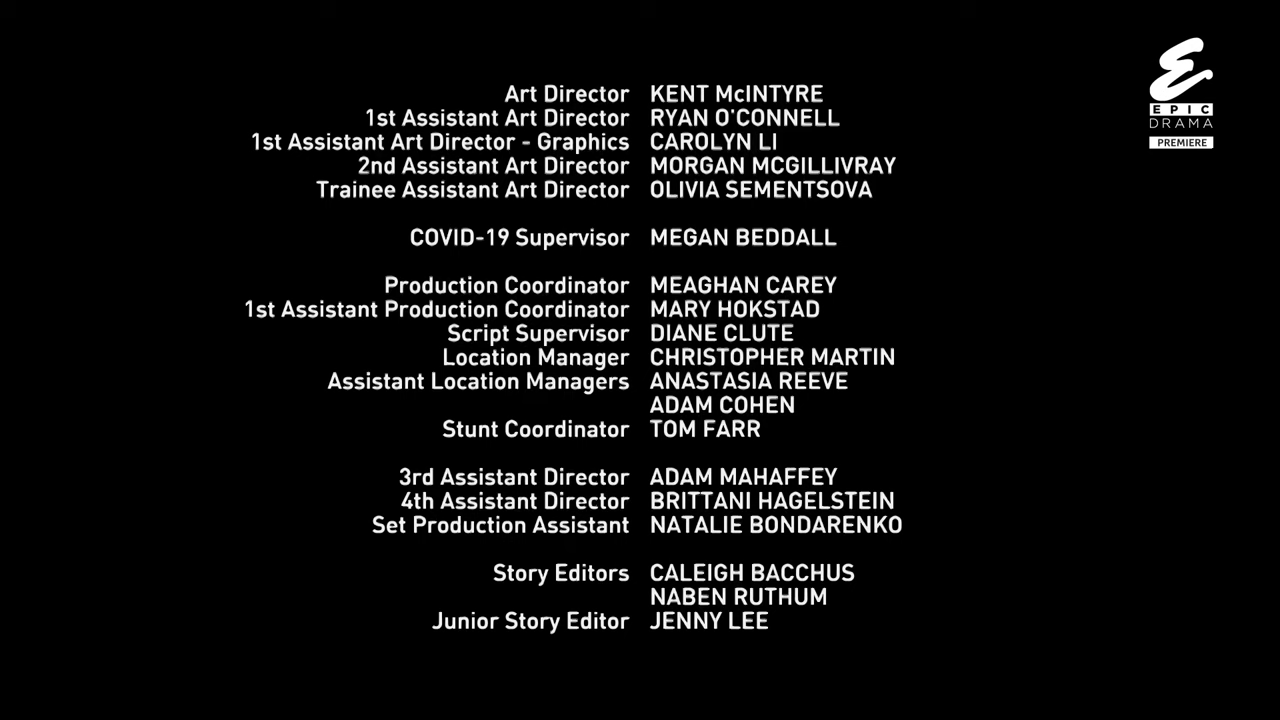 Art Director KENT McINTYRE
1st Assistant Art Director RYAN O'CONNELL
1st Assistant Art Director - Graphics CAROLYN LI
2nd Assistant Art Director MORGAN MCGILLIVRAY
Trainee Assistant Art Director OLIVIA SEMENTSOVA
COVID-19 Supervisor MEGAN BEDDALL
Production Coordinator MEAGHAN CAREY
1st Assistant Production Coordinator MARY HOKSTAD
Script Supervisor DIANE CLUTE
Location Manager CHRISTOPHER MARTIN
Assistant Location Managers ANASTASIA REEVE
ADAM COHEN
Stunt Coordinator TOM FARR
3rd Assistant Director ADAM MAHAFFEY
4th Assistant Director BRITTANI HAGELSTEIN
Set Production Assistant NATALIE BONDARENKO
Story Editors CALEIGH BACCHUS
NABEN RUTHUM
Junior Story Editor JENNY LEE
E
EPIC
DRAMA
PREMIERE